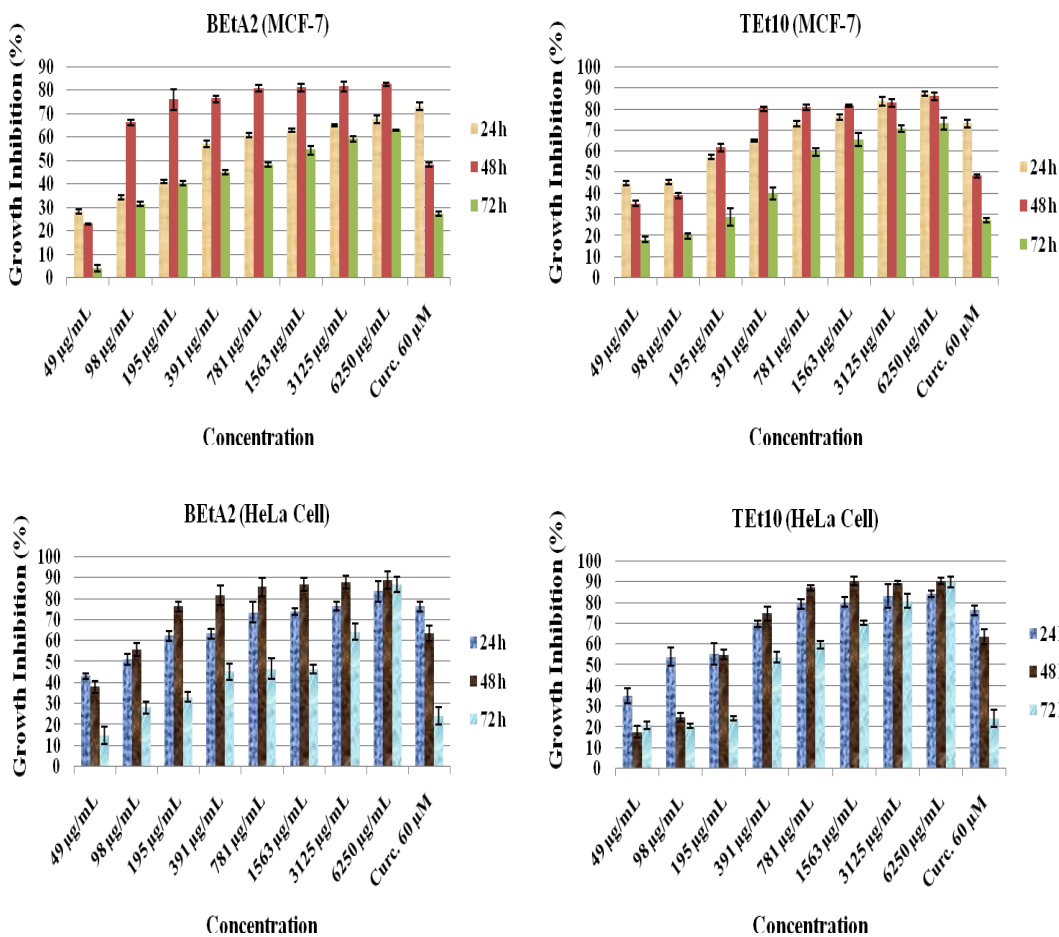 BEtA2 (MCF-7)
Growth Inhibition (%)
90
80
70
60
50
40
30
20
10
0
49 µg/mL
98 µg/mL
195 µg/mL
391 µg/mL
781 µg/mL
1563 µg/mL
3125 µg/mL
6250 µg/mL
Curc. 60 µM
Concentration
24h
48h
72h
TEt10 (MCF-7)
Growth Inhibition (%)
100
90
80
70
60
50
40
30
20
10
0
49 µg/mL
98 µg/mL
195 µg/mL
391 µg/mL
781 µg/mL
1563 µg/mL
3125 µg/mL
6250 µg/mL
Curc. 60 µM
Concentration
24h
48h
72h
BEtA2 (HeLa Cell)
Growth Inhibition (%)
100
90
80
70
60
50
40
30
20
10
0
49 µg/mL
98 µg/mL
195 µg/mL
391 µg/mL
781 µg/mL
1563 µg/mL
3125 µg/mL
6250 µg/mL
Curc. 60 µM
Concentration
24h
48h
72h
TEt10 (HeLa Cell)
Growth Inhibition (%)
100
90
80
70
60
50
40
30
20
10
0
49 µg/mL
98 µg/mL
195 µg/mL
391 µg/mL
781 µg/mL
1563 µg/mL
3125 µg/mL
6250 µg/mL
Curc. 60 µM
Concentration
24
48
72